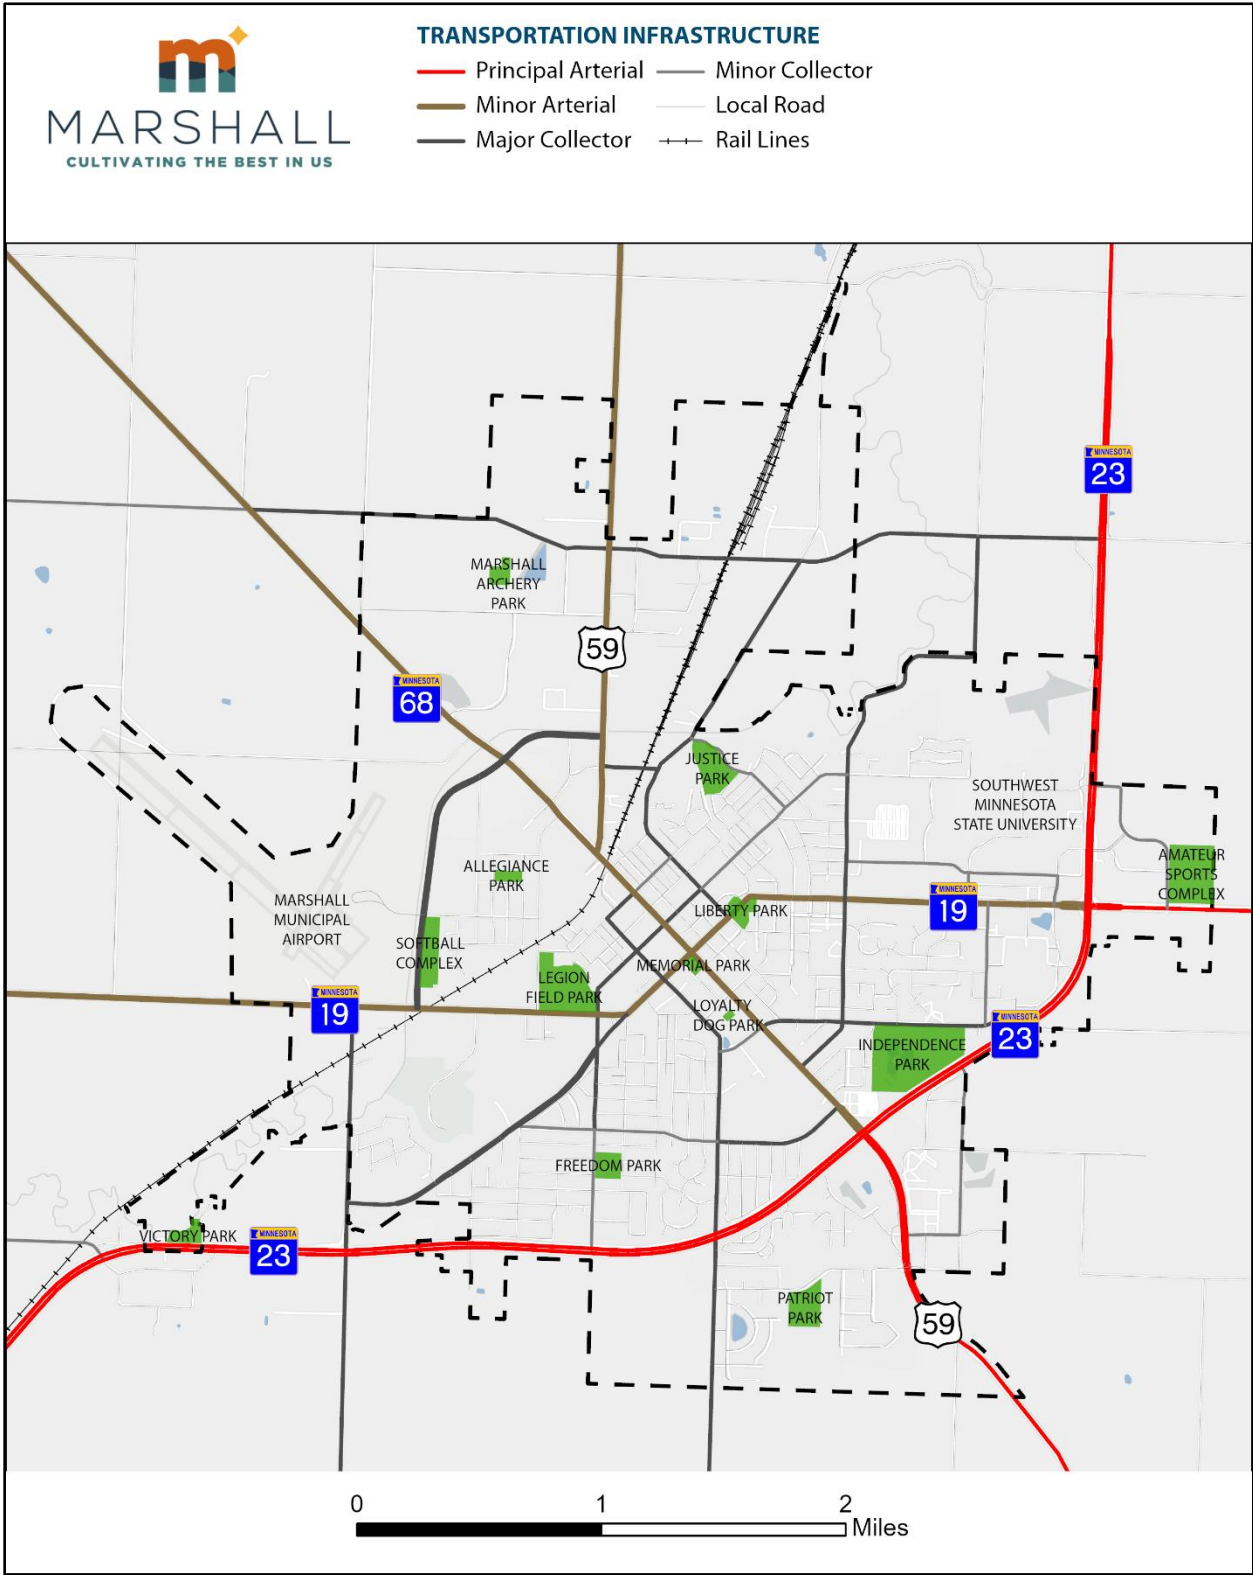 m
MARSHALL
CULTIVATING THE BEST IN US
TRANSPORTATION INFRASTRUCTURE
Principal Arterial
Minor Collector
Minor Arterial
Local Road
Major Collector
Rail Lines
MINNESOTA
23
MARSHALL
ARCHERY
PARK
59
MINNESOTA
68
JUSTICE
PARK
SOUTHWEST
MINNESOTA
STATE UNIVERSITY
ALLEGIANCE
PARK
AMATEUR
SPORTS
COMPLEX
MARSHALL
MUNICIPAL
AIRPORT
LIBERTY PARK
MINNESOTA
19
SOFTBALL
COMPLEX
MEMORIAL PARK
LEGION
FIELD PARK
MINNESOTA
19
LOYALTY
DOG PARK
MINNESOTA
23
INDEPENDENCE
PARK
FREEDOM PARK
VICTORY PARK
MINNESOTA
23
PATRIOT
PARK
59
0
1
2
Miles